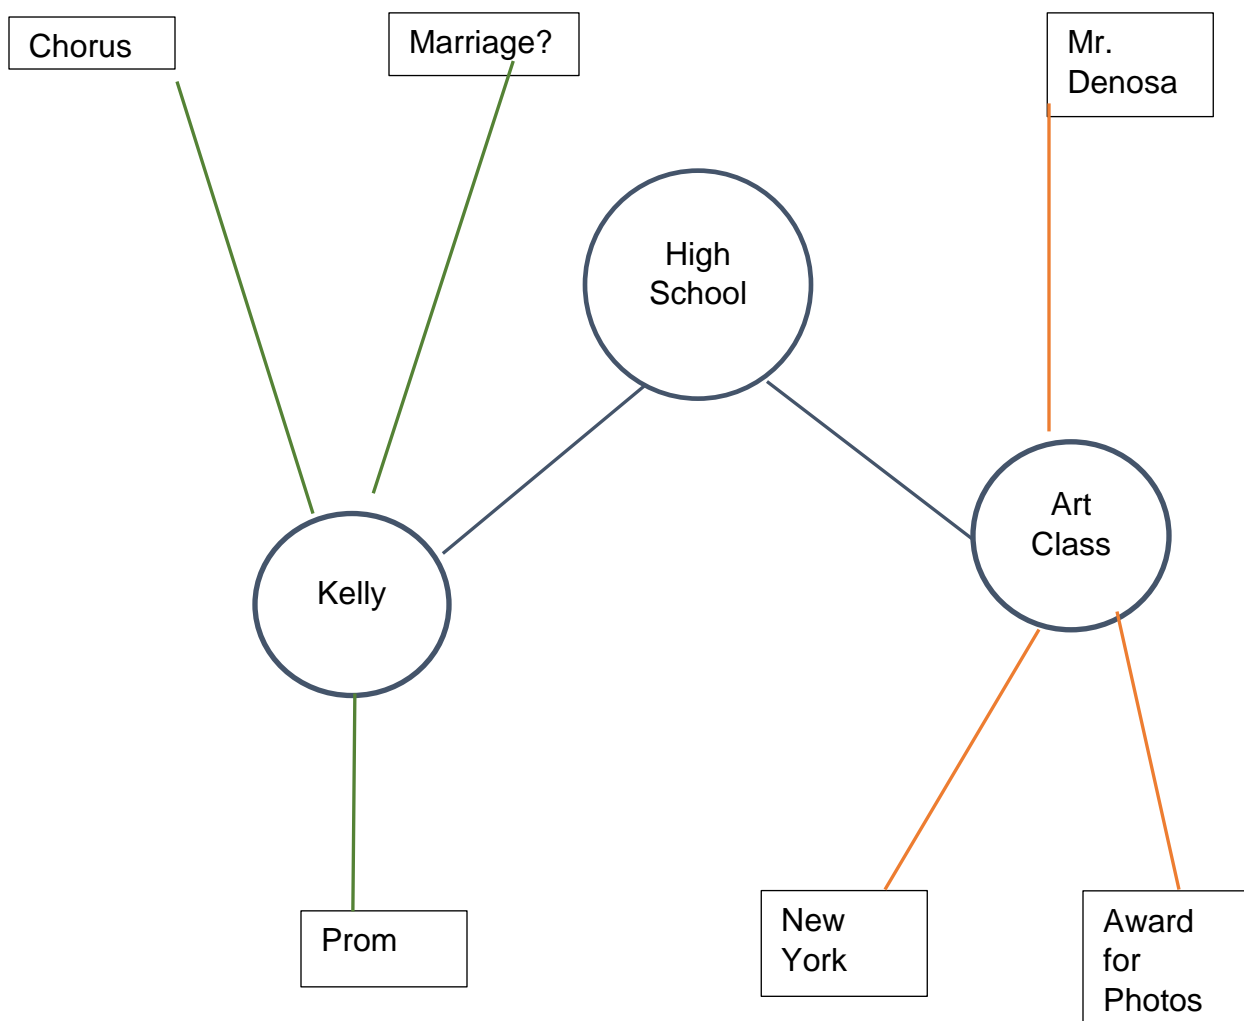 Chorus
Marriage?
Mr.
Denosa
High
School
Art
Class
Kelly
Prom
New
York
Award
for
Photos